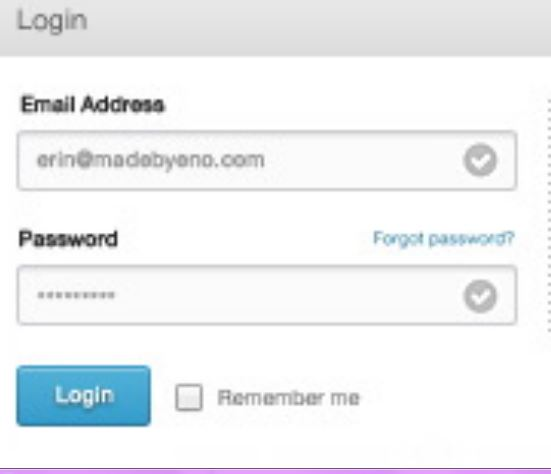 Login
Email Address
erin@madebyeno.com
Password Forgot password?
•••••••••
Login Remember me